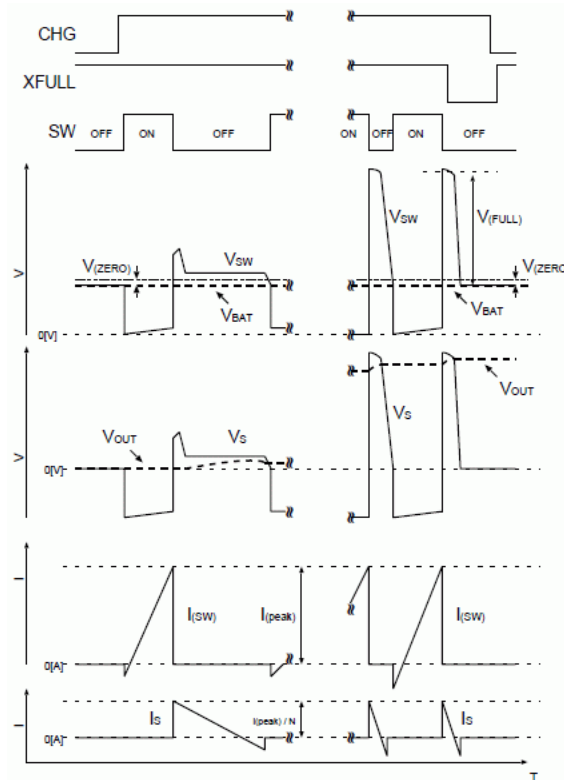 CHG
XFULL
SW OFF ON OFF ON OFF ON OFF
V
V(ZERO)
VSW
VBAT
0[V]
VSW
V(FULL)
V(ZERO)
VBAT
V
VOUT
VS
0[V]
VOUT
VS
I
I(SW)
I(peak)
I(SW)
0[A]
I
IS
I(peak) / N
IS
0[A]
T